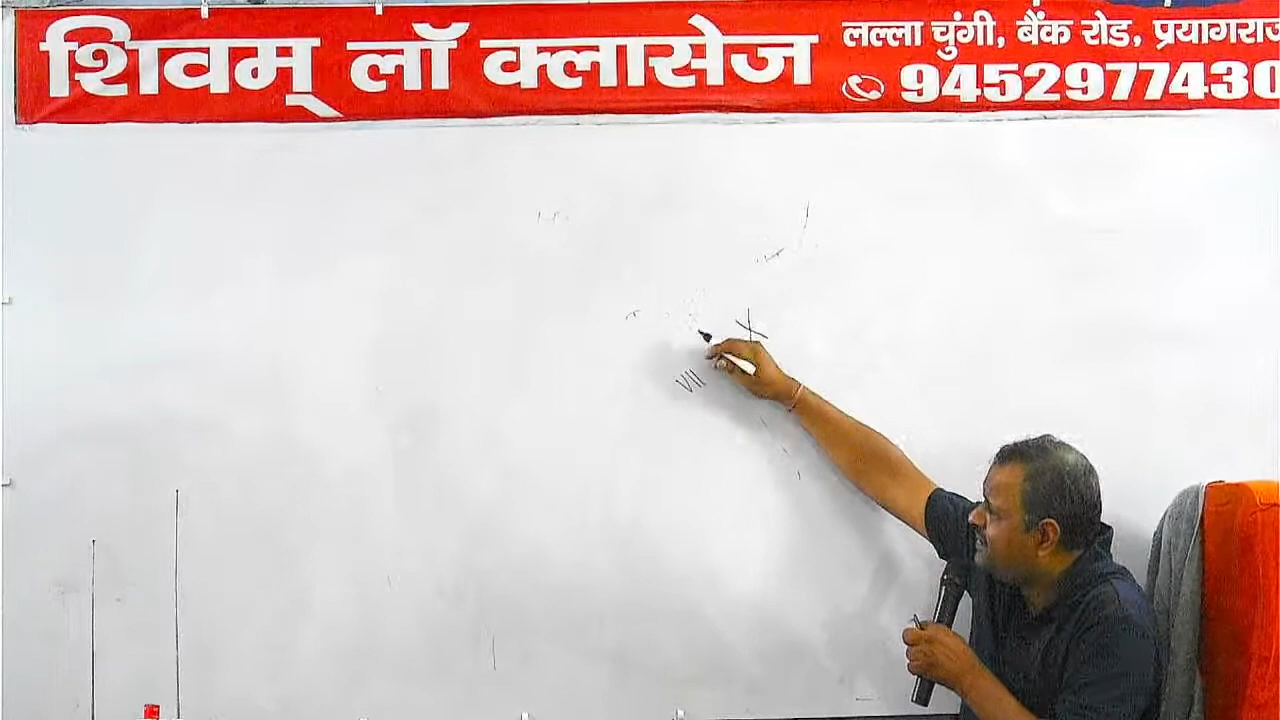 शिवम् लॉ क्लासेज
लल्ला चुंगी, बैंक रोड, प्रयागराज
9452977430
X
VII